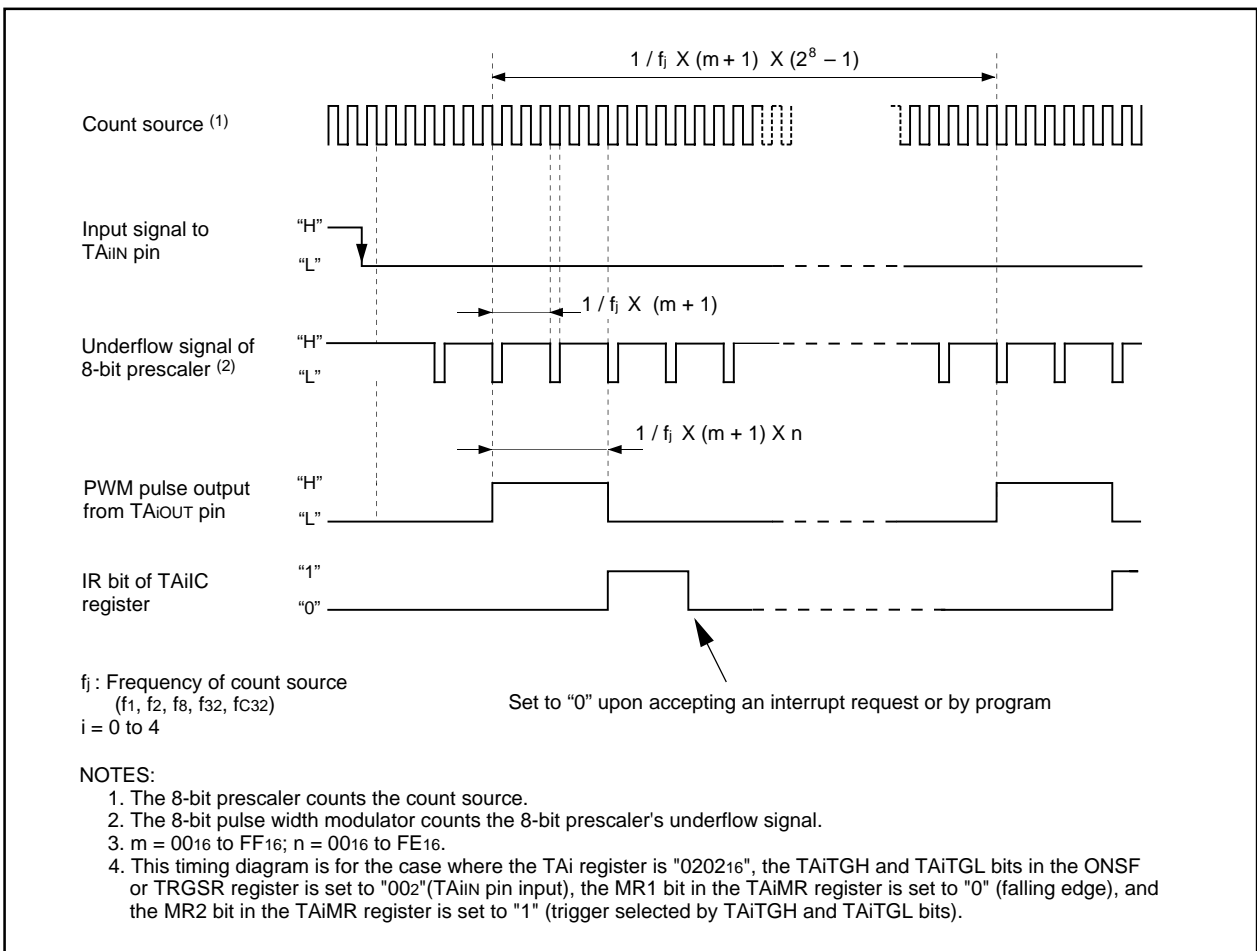 1 / fj X (m + 1) X (2⁸ – 1)
Count source (1)
Input signal to
TAiIN pin
“H”
“L”
1 / fj X (m + 1)
Underflow signal of
8-bit prescaler (2)
“H”
“L”
1 / fj X (m + 1) X n
PWM pulse output
from TAiOUT pin
“H”
“L”
IR bit of TAiIC
register
“1”
“0”
fj : Frequency of count source
(f1, f2, f8, f32, fC32)
i = 0 to 4
Set to “0” upon accepting an interrupt request or by program
NOTES:
1. The 8-bit prescaler counts the count source.
2. The 8-bit pulse width modulator counts the 8-bit prescaler's underflow signal.
3. m = 0016 to FF16; n = 0016 to FE16.
4. This timing diagram is for the case where the TAi register is "020216", the TAiTGH and TAiTGL bits in the ONSF
or TRGSR register is set to "002"(TAiIN pin input), the MR1 bit in the TAiMR register is set to "0" (falling edge), and
the MR2 bit in the TAiMR register is set to "1" (trigger selected by TAiTGH and TAiTGL bits).